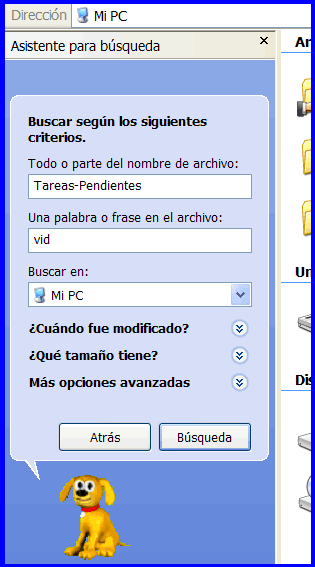 Dirección Mi PC
Asistente para búsqueda
Buscar según los siguientes
criterios.
Todo o parte del nombre de archivo:
Tareas-Pendientes
Una palabra o frase en el archivo:
vid
Buscar en:
Mi PC
¿Cuándo fue modificado?
¿Qué tamaño tiene?
Más opciones avanzadas
Atrás Búsqueda
Ar
Un
Dis